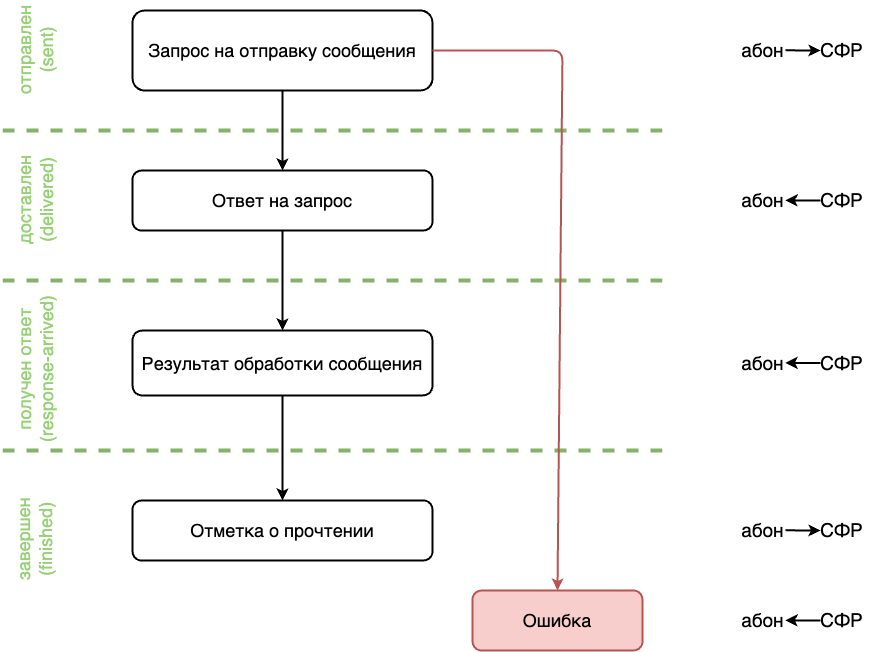 отправлен
(sent)
Запрос на отправку сообщения
абон СФР
доставлен
(delivered)
Ответ на запрос
абон СФР
получен ответ
(response-arrived)
Результат обработки сообщения
абон СФР
завершен
(finished)
Отметка о прочтении
абон СФР
Ошибка
абон СФР